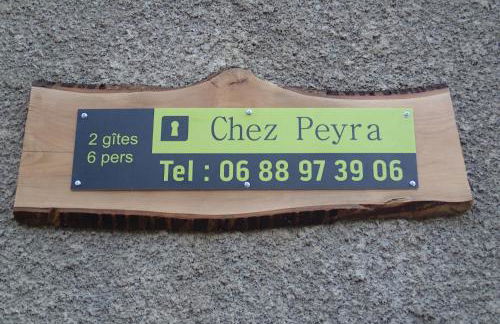 2 gîtes
6 pers
Chez Peyra
Tel : 06 88 97 39 06